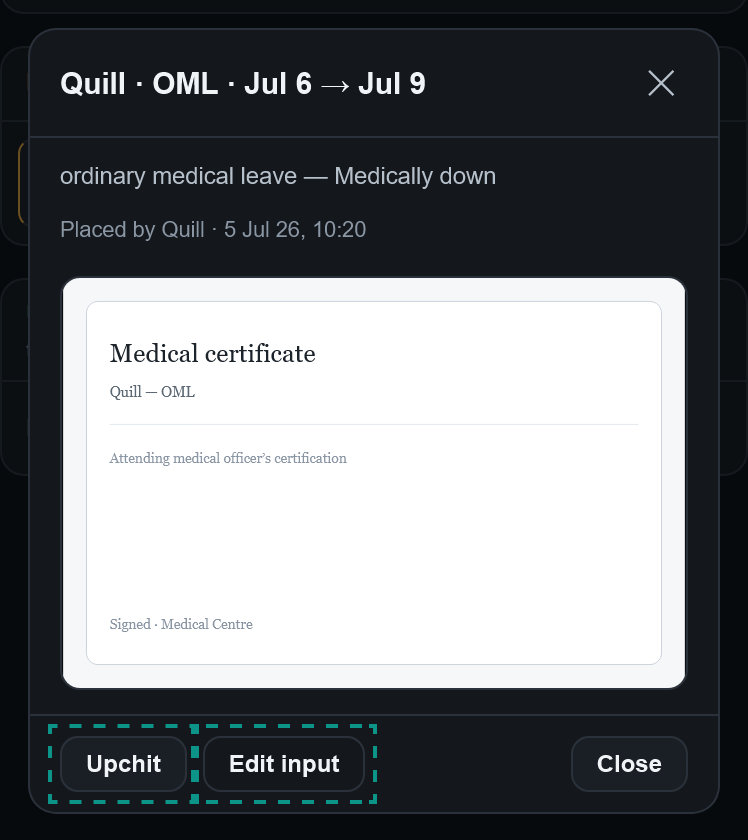 Quill · OML · Jul 6 → Jul 9
ordinary medical leave — Medically down
Placed by Quill · 5 Jul 26, 10:20
Medical certificate
Quill — OML
Attending medical officer's certification
Signed · Medical Centre
Upchit
Edit input
Close